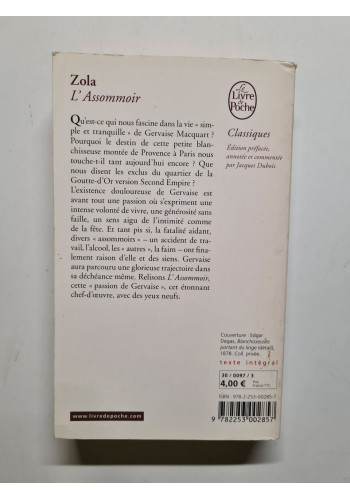 Zola
L'Assommoir
Qu'est-ce qui nous fascine dans la vie « sim-
ple et tranquille » de Gervaise Macquart ?
Pourquoi le destin de cette petite blan-
chisseuse montée de Provence à Paris nous
touche-t-il tant aujourd'hui encore ? Que
nous disent les exclus du quartier de la
Goutte-d'Or version Second Empire ?
L'existence douloureuse de Gervaise est
avant tout une passion où s'expriment une
intense volonté de vivre, une générosité sans
faille, un sens aigu de l'intimité comme
de la fête. Et tant pis si, la fatalité aidant,
divers « assommoirs » – un accident de tra-
vail, l'alcool, les « autres », la faim – ont fina-
lement raison d'elle et des siens. Gervaise
aura parcouru une glorieuse trajectoire dans
sa déchéance même. Relisons L'Assommoir,
cette « passion de Gervaise », cet étonnant
chef-d'œuvre, avec des yeux neufs.
Le
Livre
de
Poche
Classiques
Édition préfacée,
annotée et commentée
par Jacques Dubois.
Couverture : Edgar
Degas, Blanchisseuses
portant du linge (détail),
1878. Coll. privée.
texte intégral
30 / 0097 / 3
4,00 € Prix
France TTC
ISBN : 978-2-253-00285-7
9 782253 002857
www.livredepoche.com